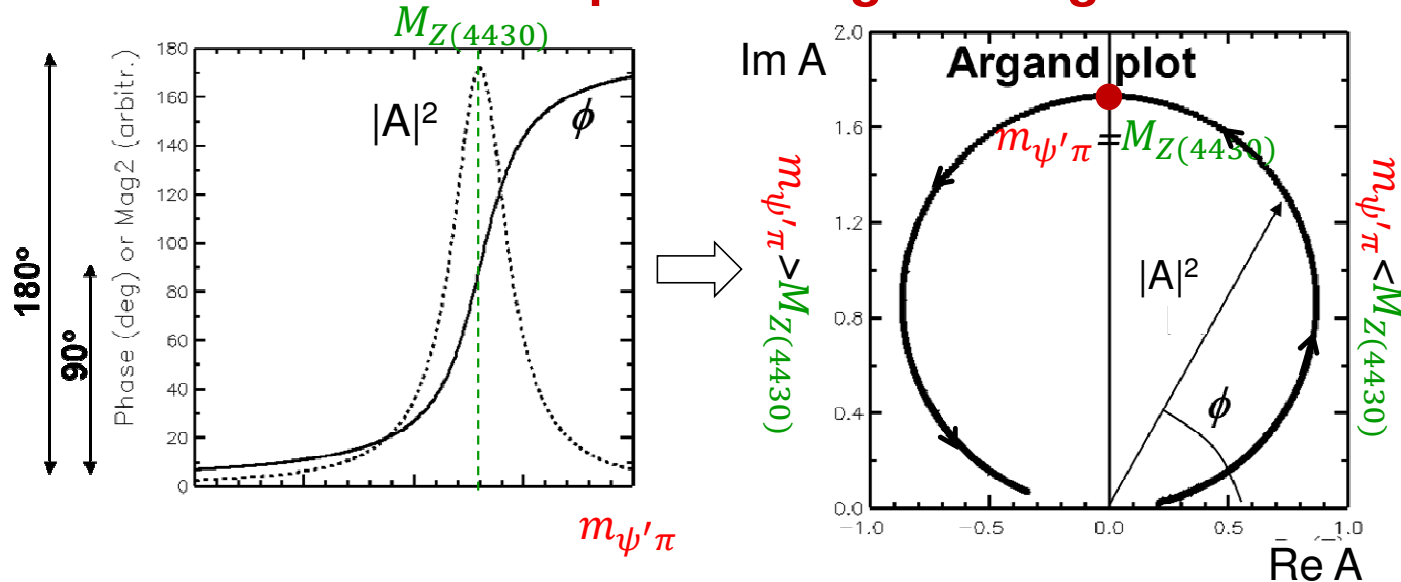 M_Z(4430)
180
160
140
120
100
80
60
40
20
0
Phase (deg) or Mag2 (arbitr.)
180°
90°
|A|²
ϕ
m_ψ′π
Im A
Argand plot
2.0
1.6
1.2
0.8
0.4
0.0
m_ψ′π=M_Z(4430)
m_ψ′π<M_Z(4430)
|A|²
ϕ
m_ψ′π<M_Z(4430)
−1.0
−0.5
0.0
0.5
1.0
Re A